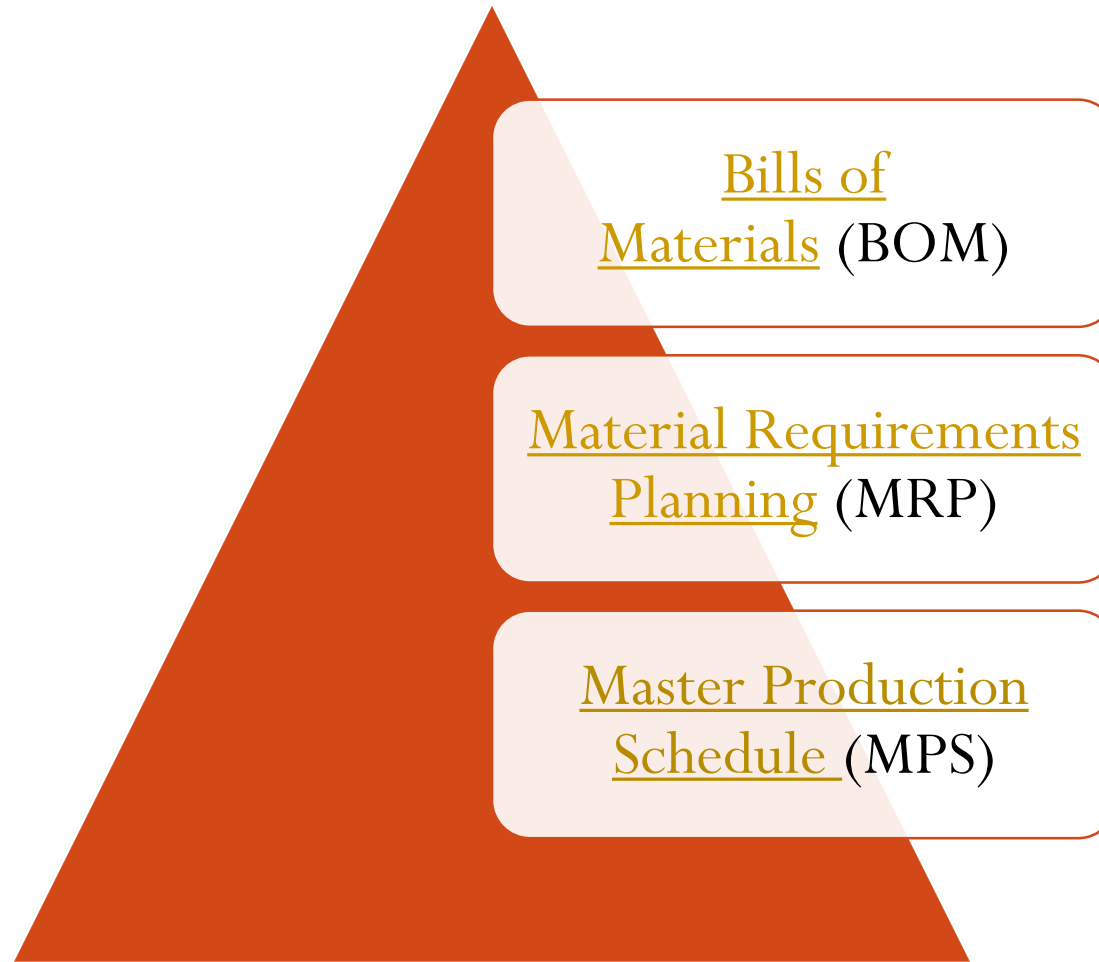 Bills of
Materials (BOM)
Material Requirements
Planning (MRP)
Master Production
Schedule (MPS)